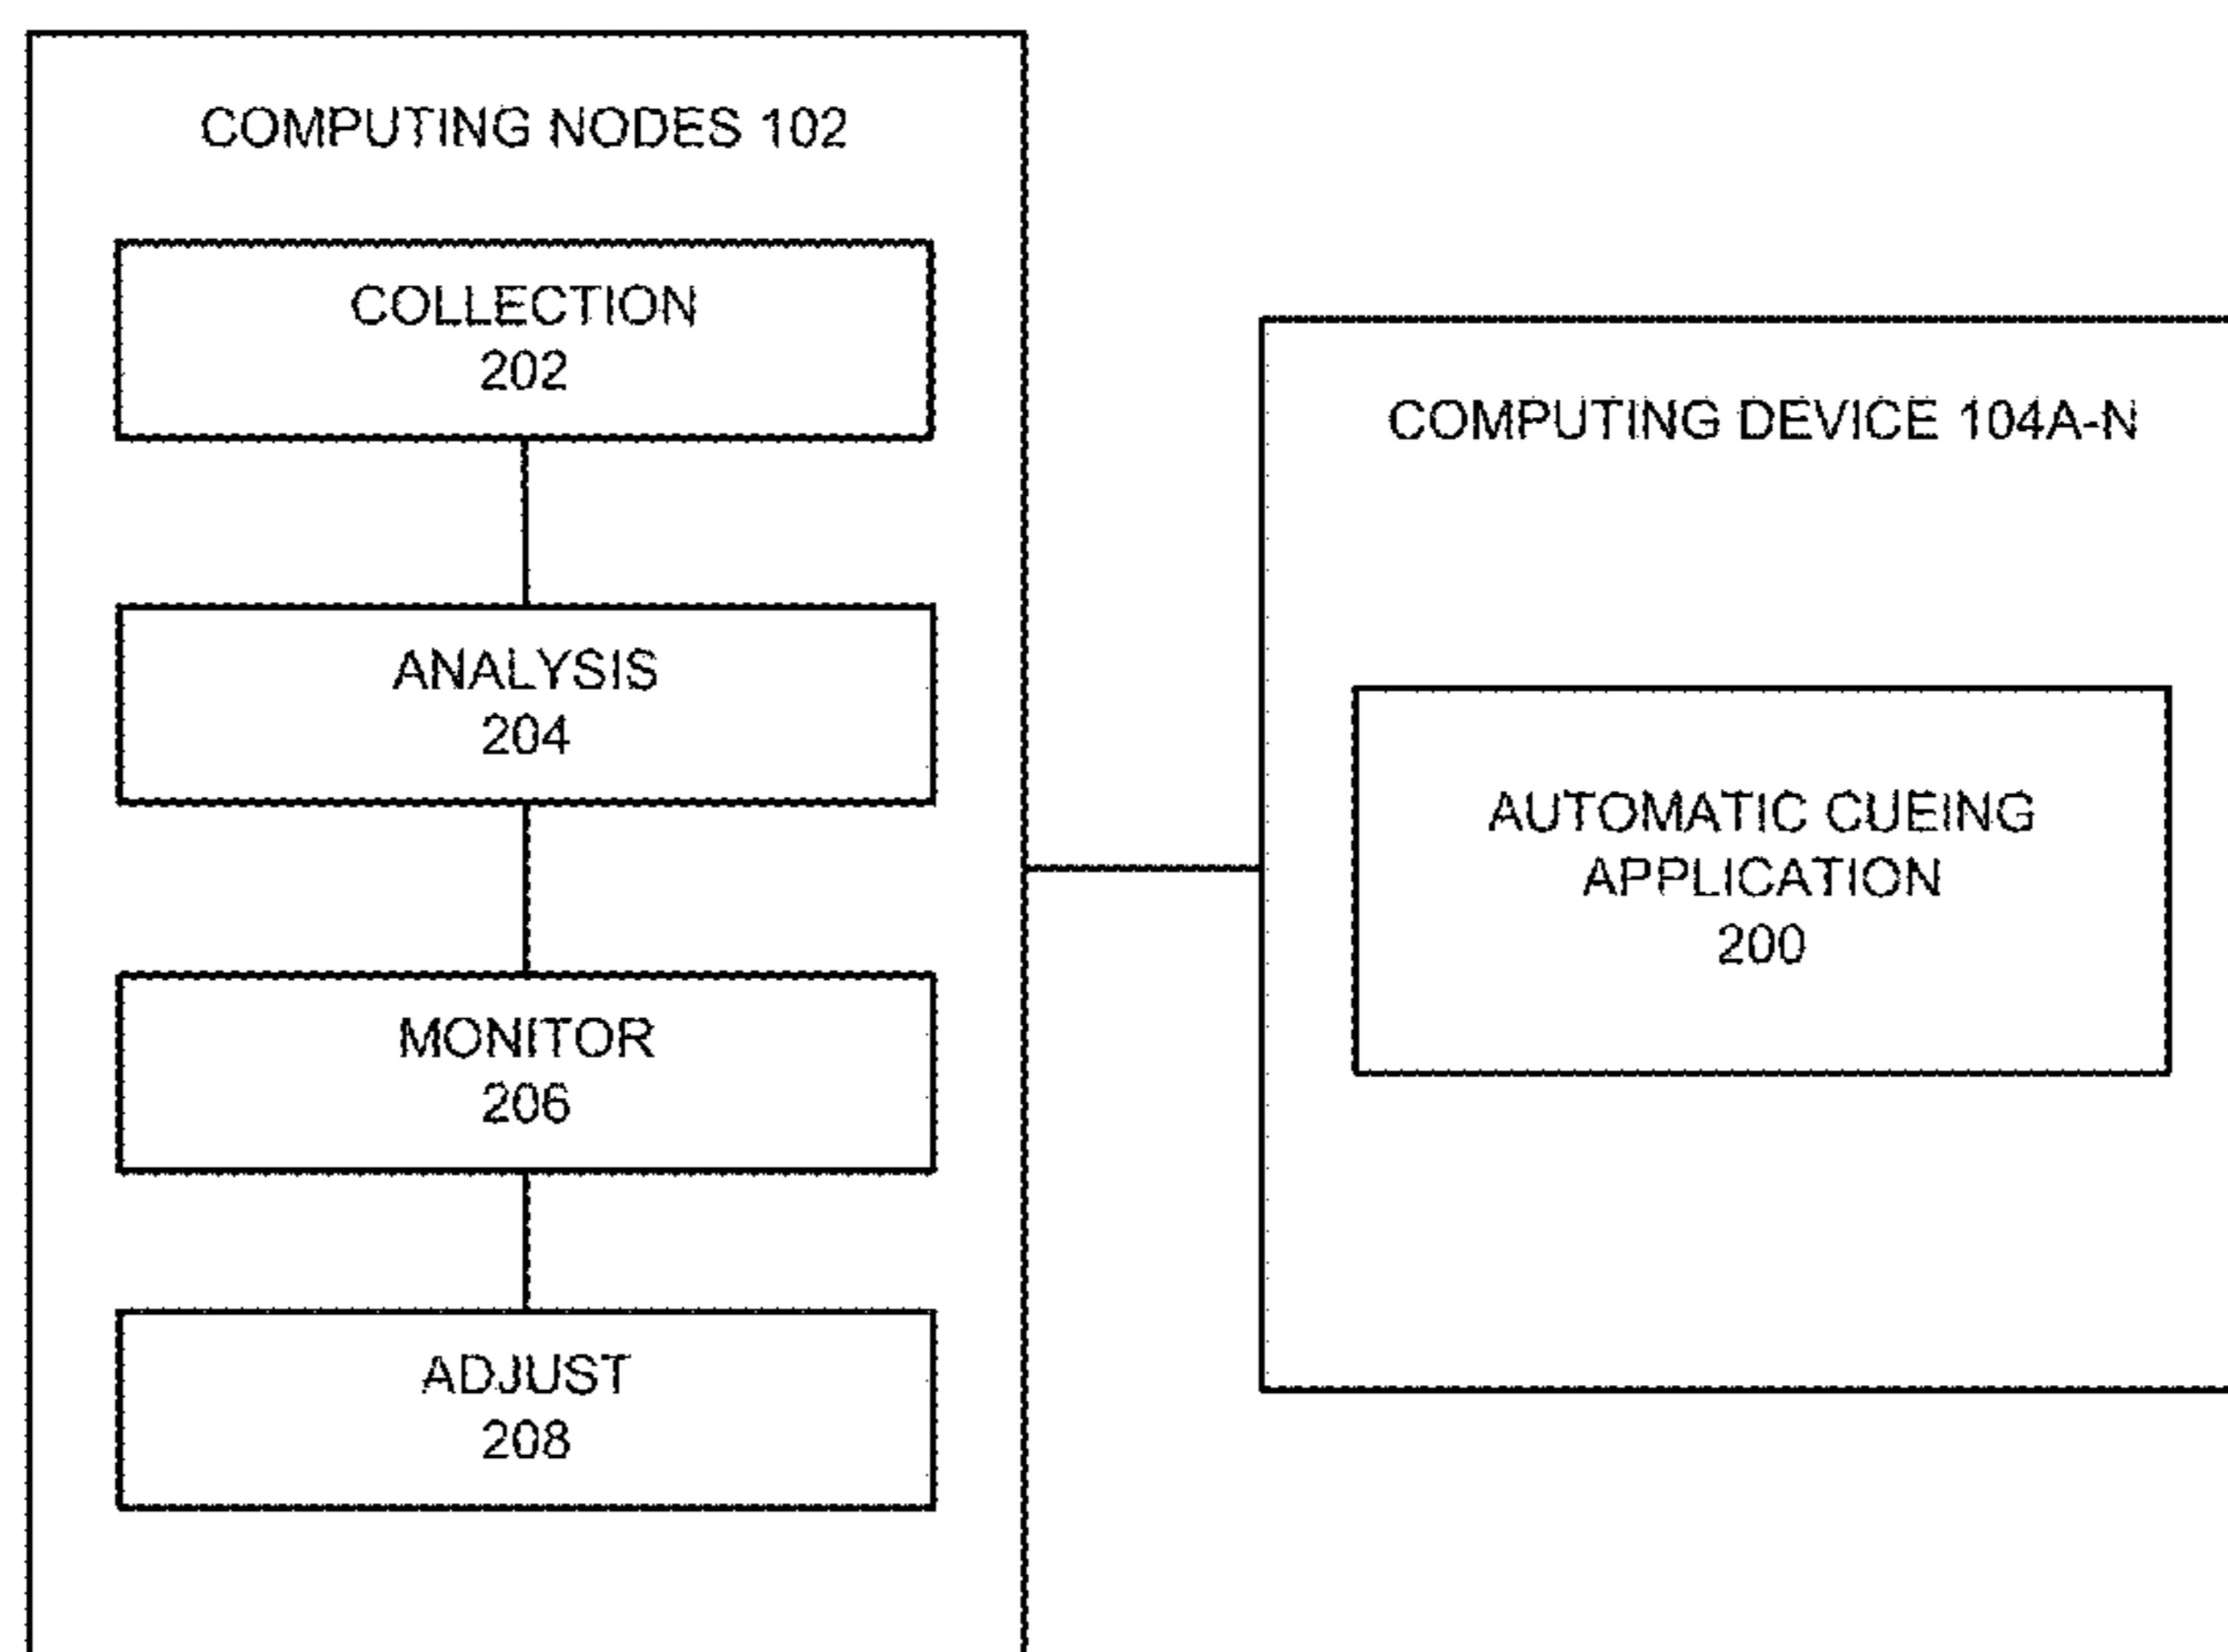 COMPUTING NODES 102
COLLECTION
202
ANALYSIS
204
MONITOR
206
ADJUST
208
COMPUTING DEVICE 104A-N
AUTOMATIC CUEING
APPLICATION
200